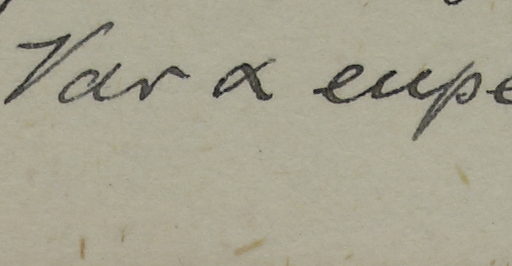 Var α eupe